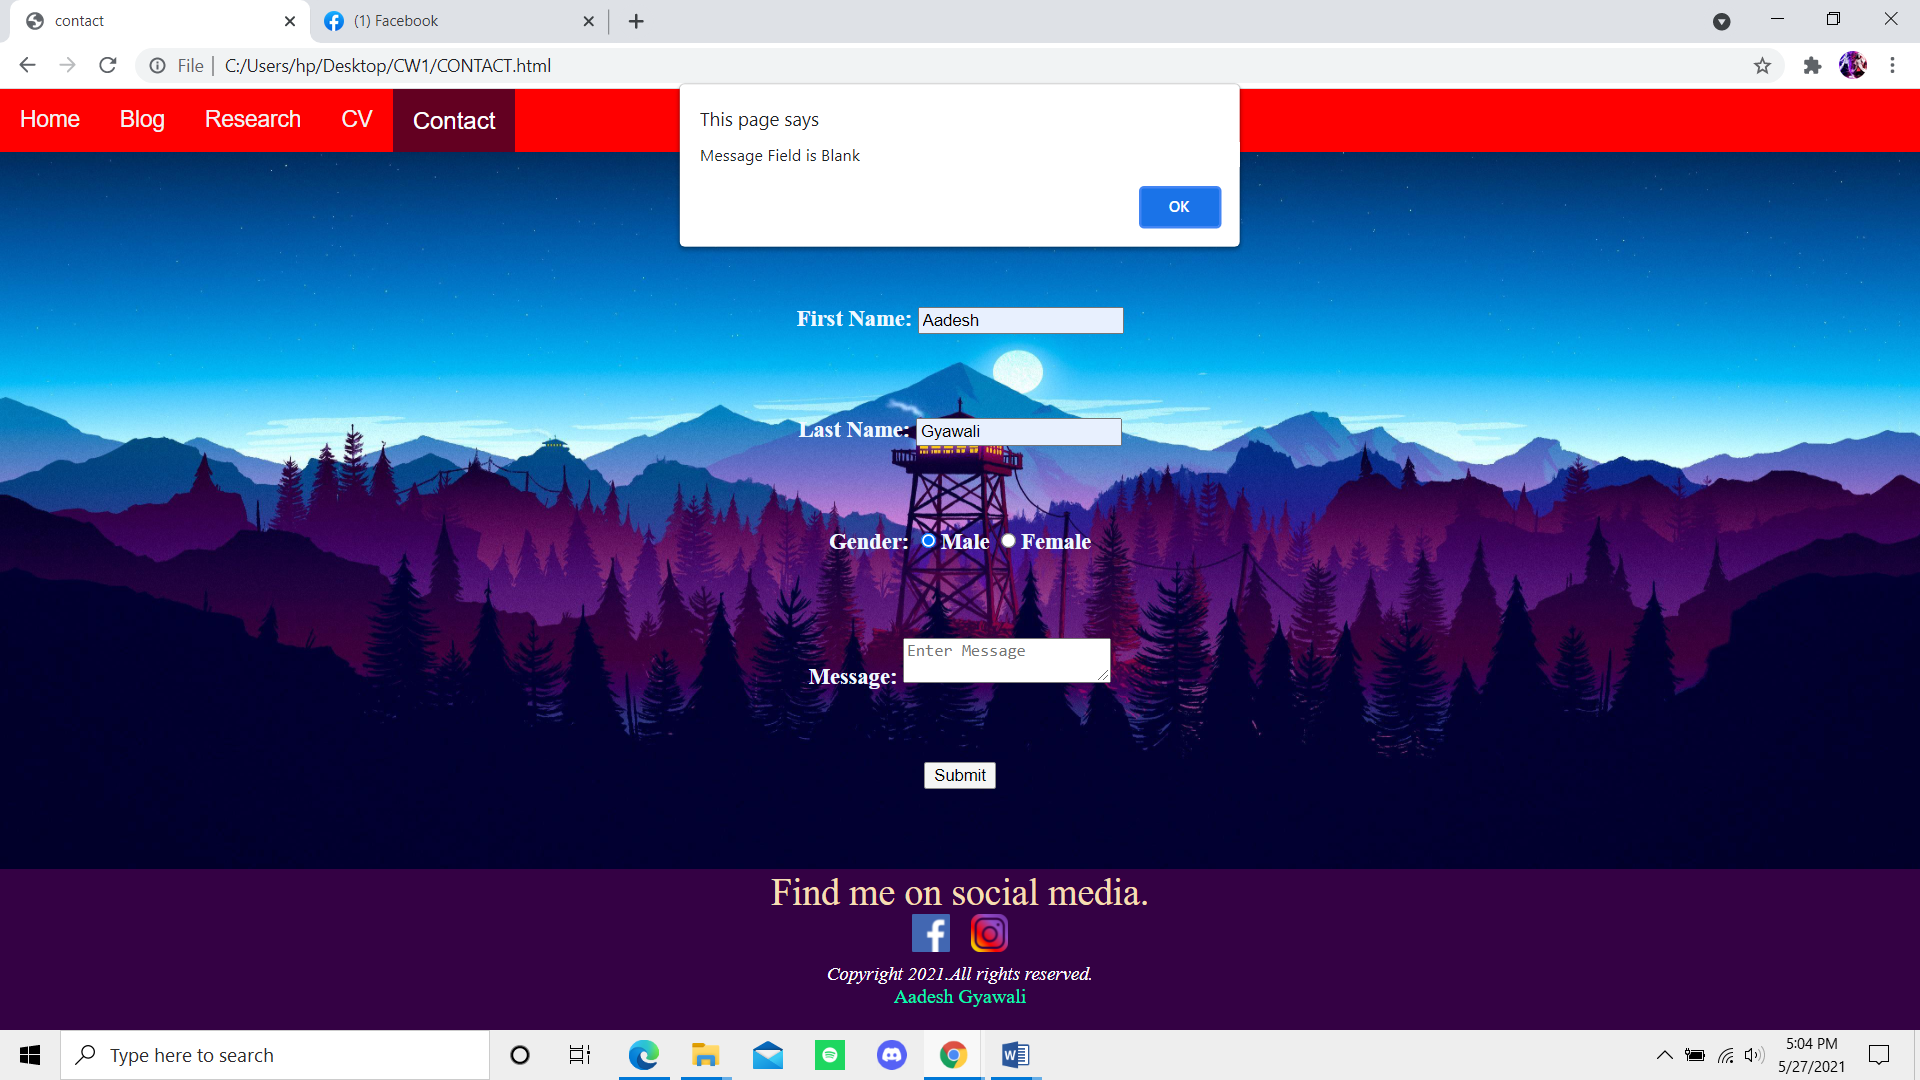 contact
(1) Facebook
File | C:/Users/hp/Desktop/CW1/CONTACT.html
Home Blog Research CV Contact
This page says
Message Field is Blank
OK
First Name: Aadesh
Last Name: Gyawali
Gender: Male Female
Message: Enter Message
Submit
Find me on social media.
Copyright 2021.All rights reserved.
Aadesh Gyawali
Type here to search
5:04 PM
5/27/2021